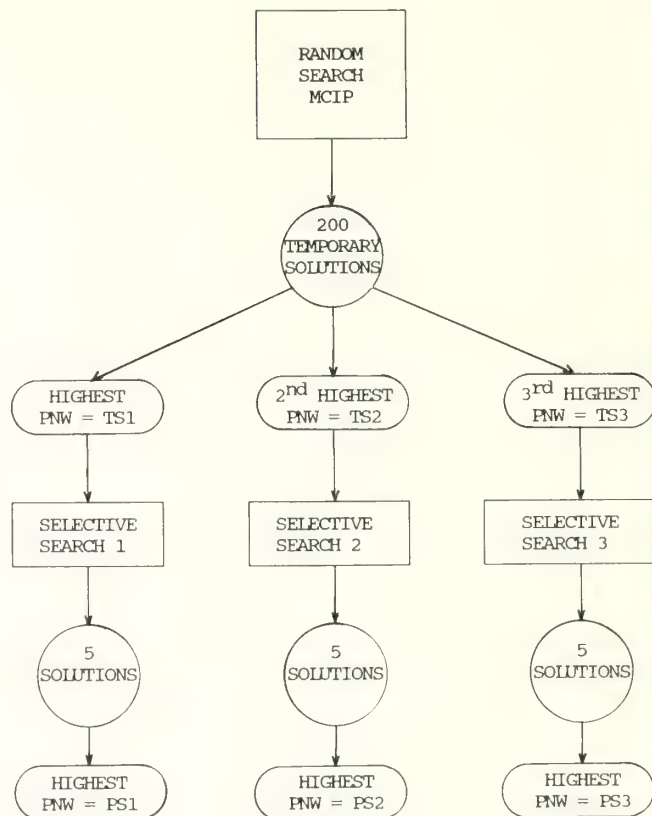 RANDOM
SEARCH
MCIP
200
TEMPORARY
SOLUTIONS
HIGHEST
PNW = TS1
2nd HIGHEST
PNW = TS2
3rd HIGHEST
PNW = TS3
SELECTIVE
SEARCH 1
SELECTIVE
SEARCH 2
SELECTIVE
SEARCH 3
5
SOLUTIONS
5
SOLUTIONS
5
SOLUTIONS
HIGHEST
PNW = PS1
HIGHEST
PNW = PS2
HIGHEST
PNW = PS3